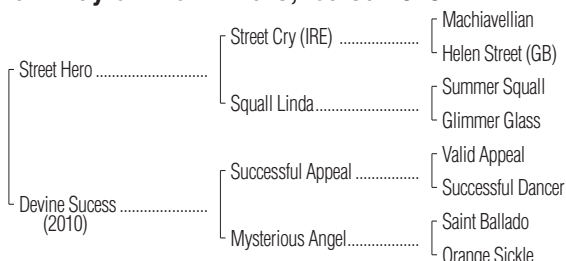 Machiavellian
Street Cry (IRE) ..................
Helen Street (GB)
Street Hero .........................
Summer Squall
Squall Linda.......................
Glimmer Glass
Valid Appeal
Successful Appeal ...............
Successful Dancer
Devine Sucess .....................
(2010)
Saint Ballado
Mysterious Angel..................
Orange Sickle